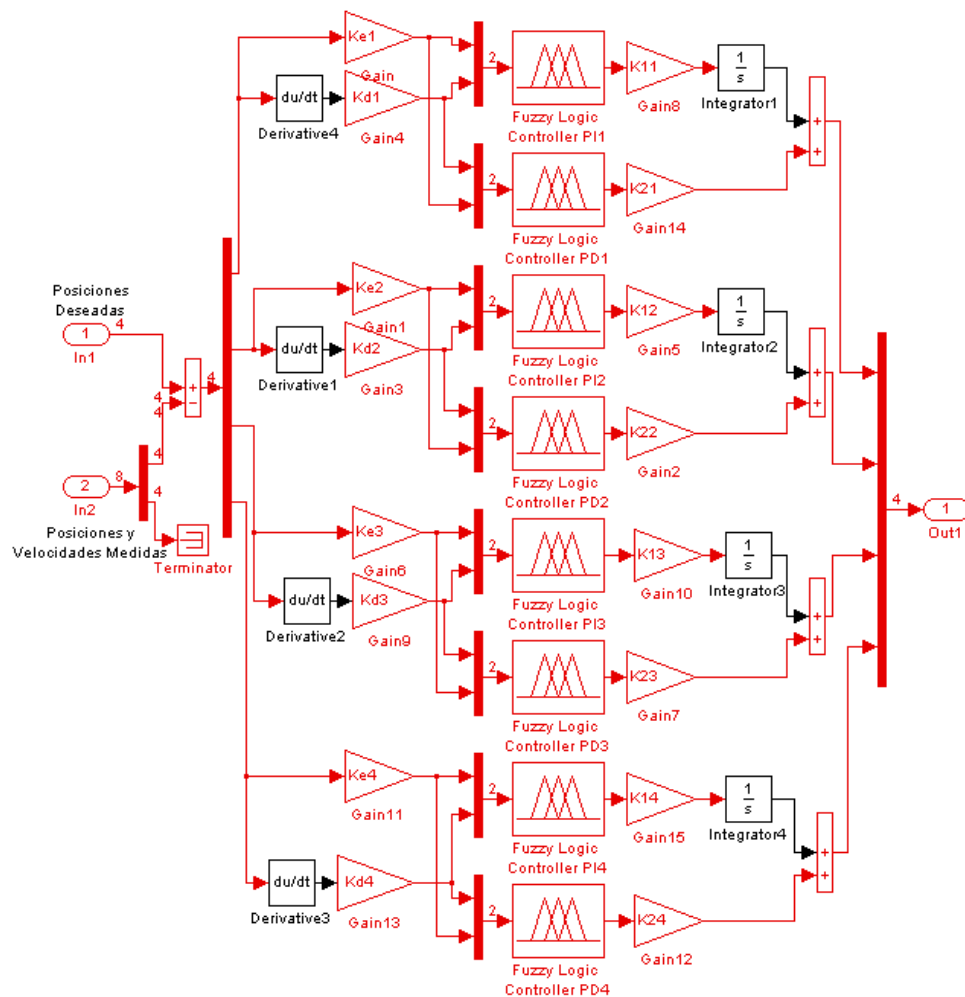 Ke1
Gain
du/dt
Derivative4
Kd1
Gain4
2
Fuzzy Logic
Controller PI1
K11
Gain8
1
s
Integrator1
+
+
2
Fuzzy Logic
Controller PD1
K21
Gain14
Posiciones
Deseadas
1
4
In1
+
−
4
4
4
4
2
8
In2
4
Posiciones y
Velocidades Medidas
Terminator
Ke2
Gain1
du/dt
Derivative1
Kd2
Gain3
2
Fuzzy Logic
Controller PI2
K12
Gain5
1
s
Integrator2
+
+
2
Fuzzy Logic
Controller PD2
K22
Gain2
Ke3
Gain6
du/dt
Derivative2
Kd3
Gain9
2
Fuzzy Logic
Controller PI3
K13
Gain10
1
s
Integrator3
+
+
2
Fuzzy Logic
Controller PD3
K23
Gain7
4
1
Out1
Ke4
Gain11
du/dt
Derivative3
Kd4
Gain13
2
Fuzzy Logic
Controller PI4
K14
Gain15
1
s
Integrator4
+
+
2
Fuzzy Logic
Controller PD4
K24
Gain12